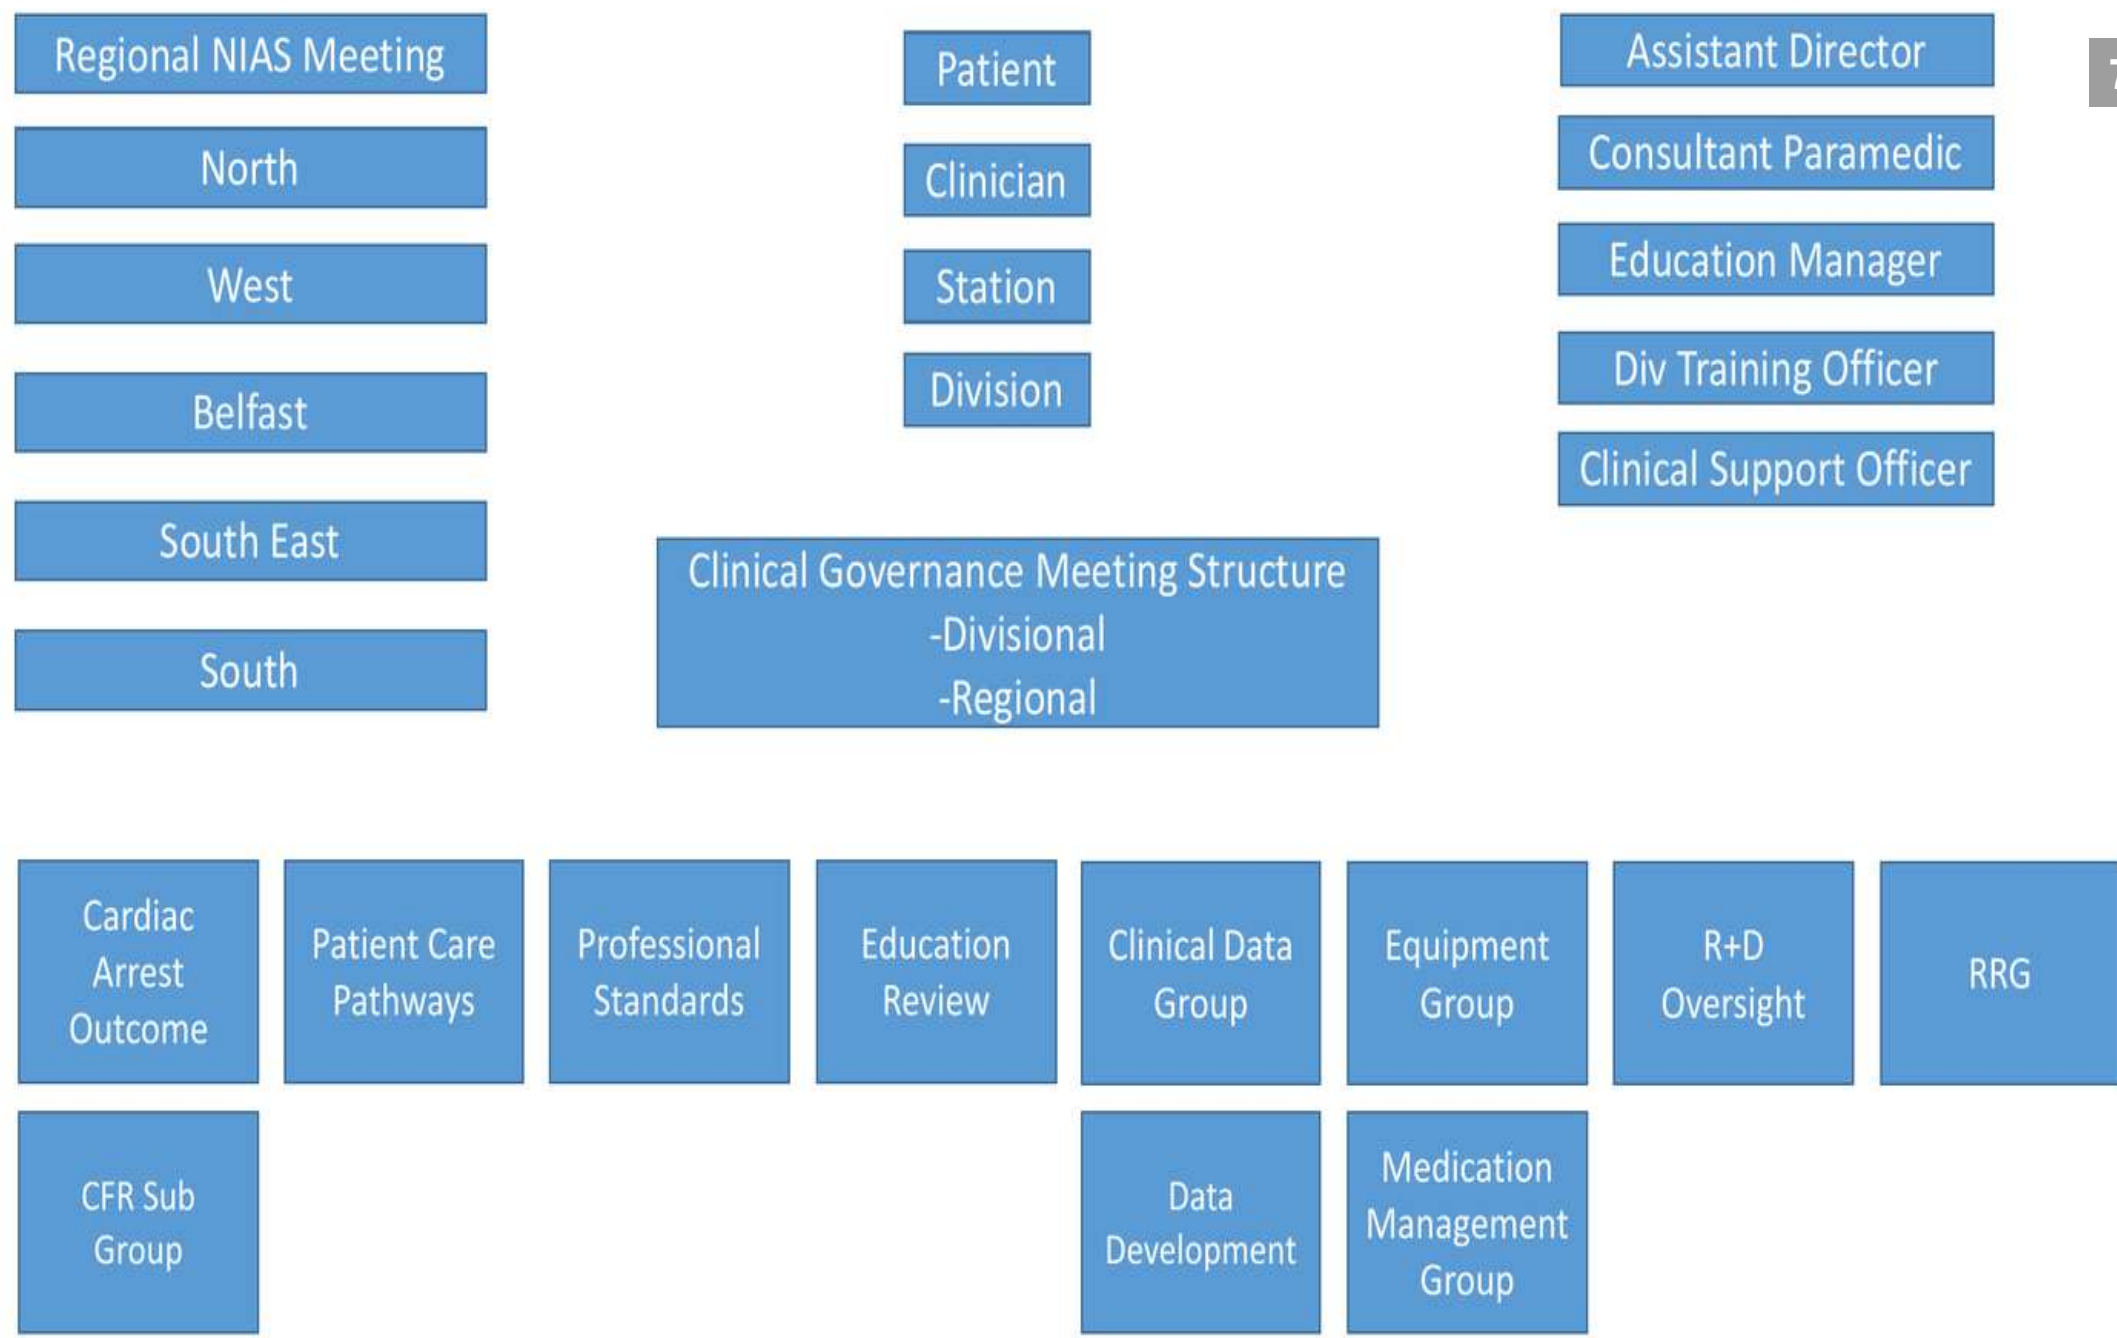 Regional NIAS Meeting
North
West
Belfast
South East
South
Patient
Clinician
Station
Division
Assistant Director
Consultant Paramedic
Education Manager
Div Training Officer
Clinical Support Officer
7
Clinical Governance Meeting Structure
-Divisional
-Regional
Cardiac
Arrest
Outcome
Patient Care
Pathways
Professional
Standards
Education
Review
Clinical Data
Group
Equipment
Group
R+D
Oversight
RRG
CFR Sub
Group
Data
Development
Medication
Management
Group